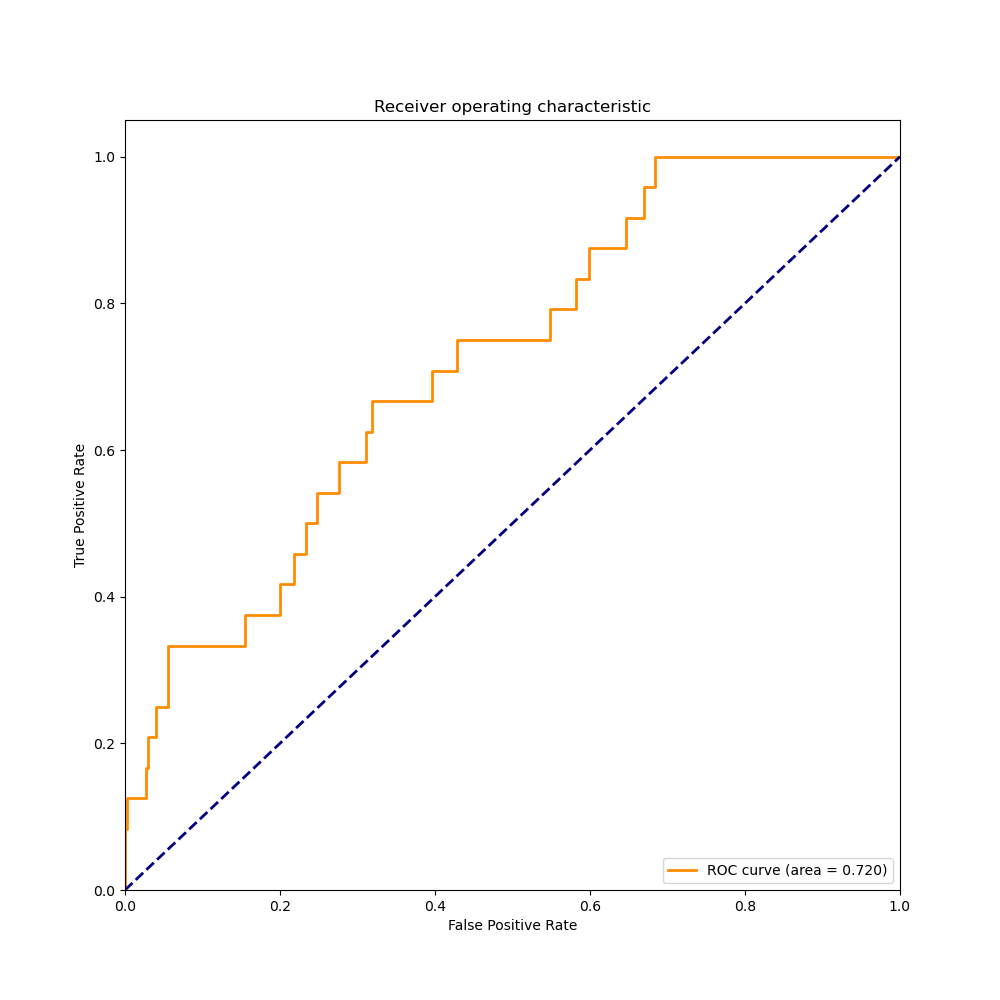 Receiver operating characteristic
1.0
0.8
0.6
0.4
0.2
0.0
True Positive Rate
ROC curve (area = 0.720)
0.0 0.2 0.4 0.6 0.8 1.0
False Positive Rate